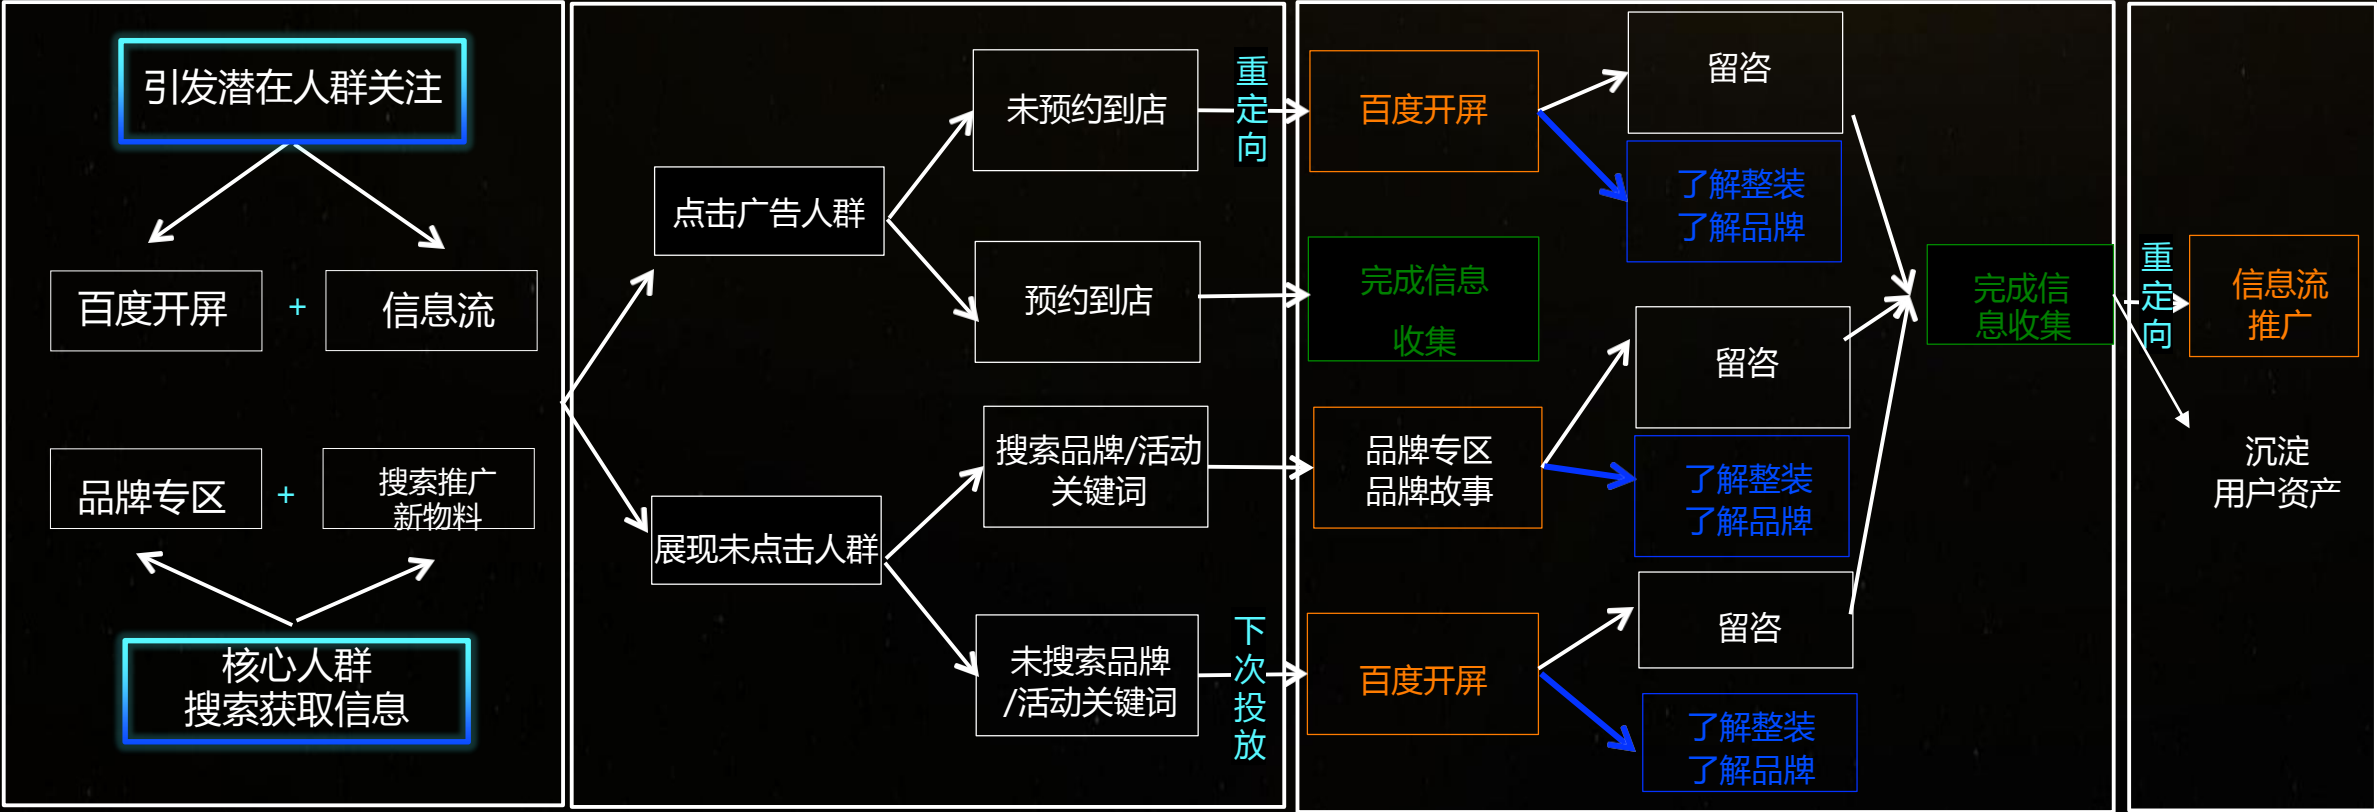 引发潜在人群关注
百度开屏
+
信息流
品牌专区
+
搜索推广
新物料
核心人群
搜索获取信息
点击广告人群
展现未点击人群
未预约到店
预约到店
搜索品牌/活动
关键词
未搜索品牌
/活动关键词
重
定
向
下
次
投
放
百度开屏
完成信息
收集
品牌专区
品牌故事
百度开屏
留咨
了解整装
了解品牌
留咨
了解整装
了解品牌
留咨
了解整装
了解品牌
完成信
息收集
重
定
向
信息流
推广
沉淀
用户资产